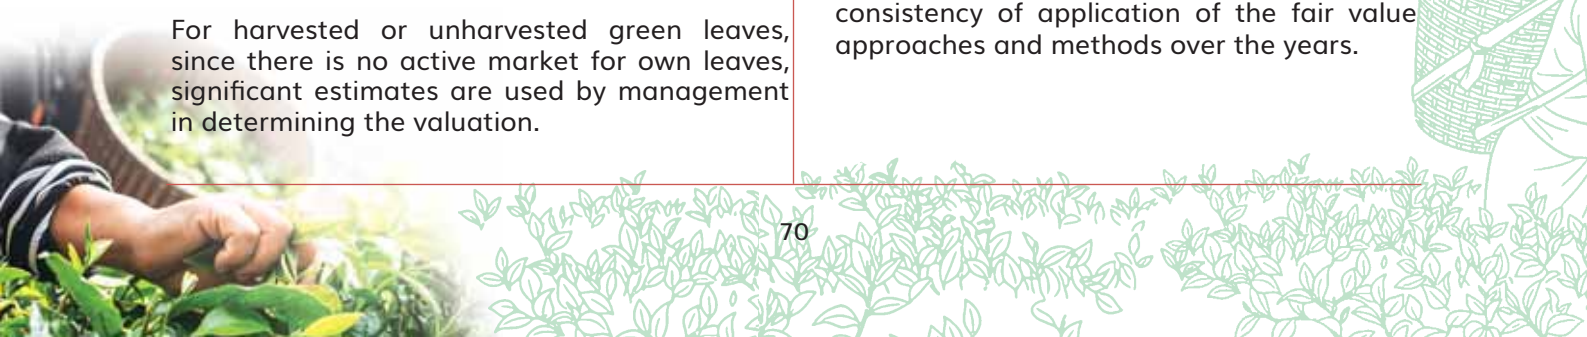 For harvested or unharvested green leaves,
since there is no active market for own leaves,
significant estimates are used by management
in determining the valuation.
consistency of application of the fair value
approaches and methods over the years.
70